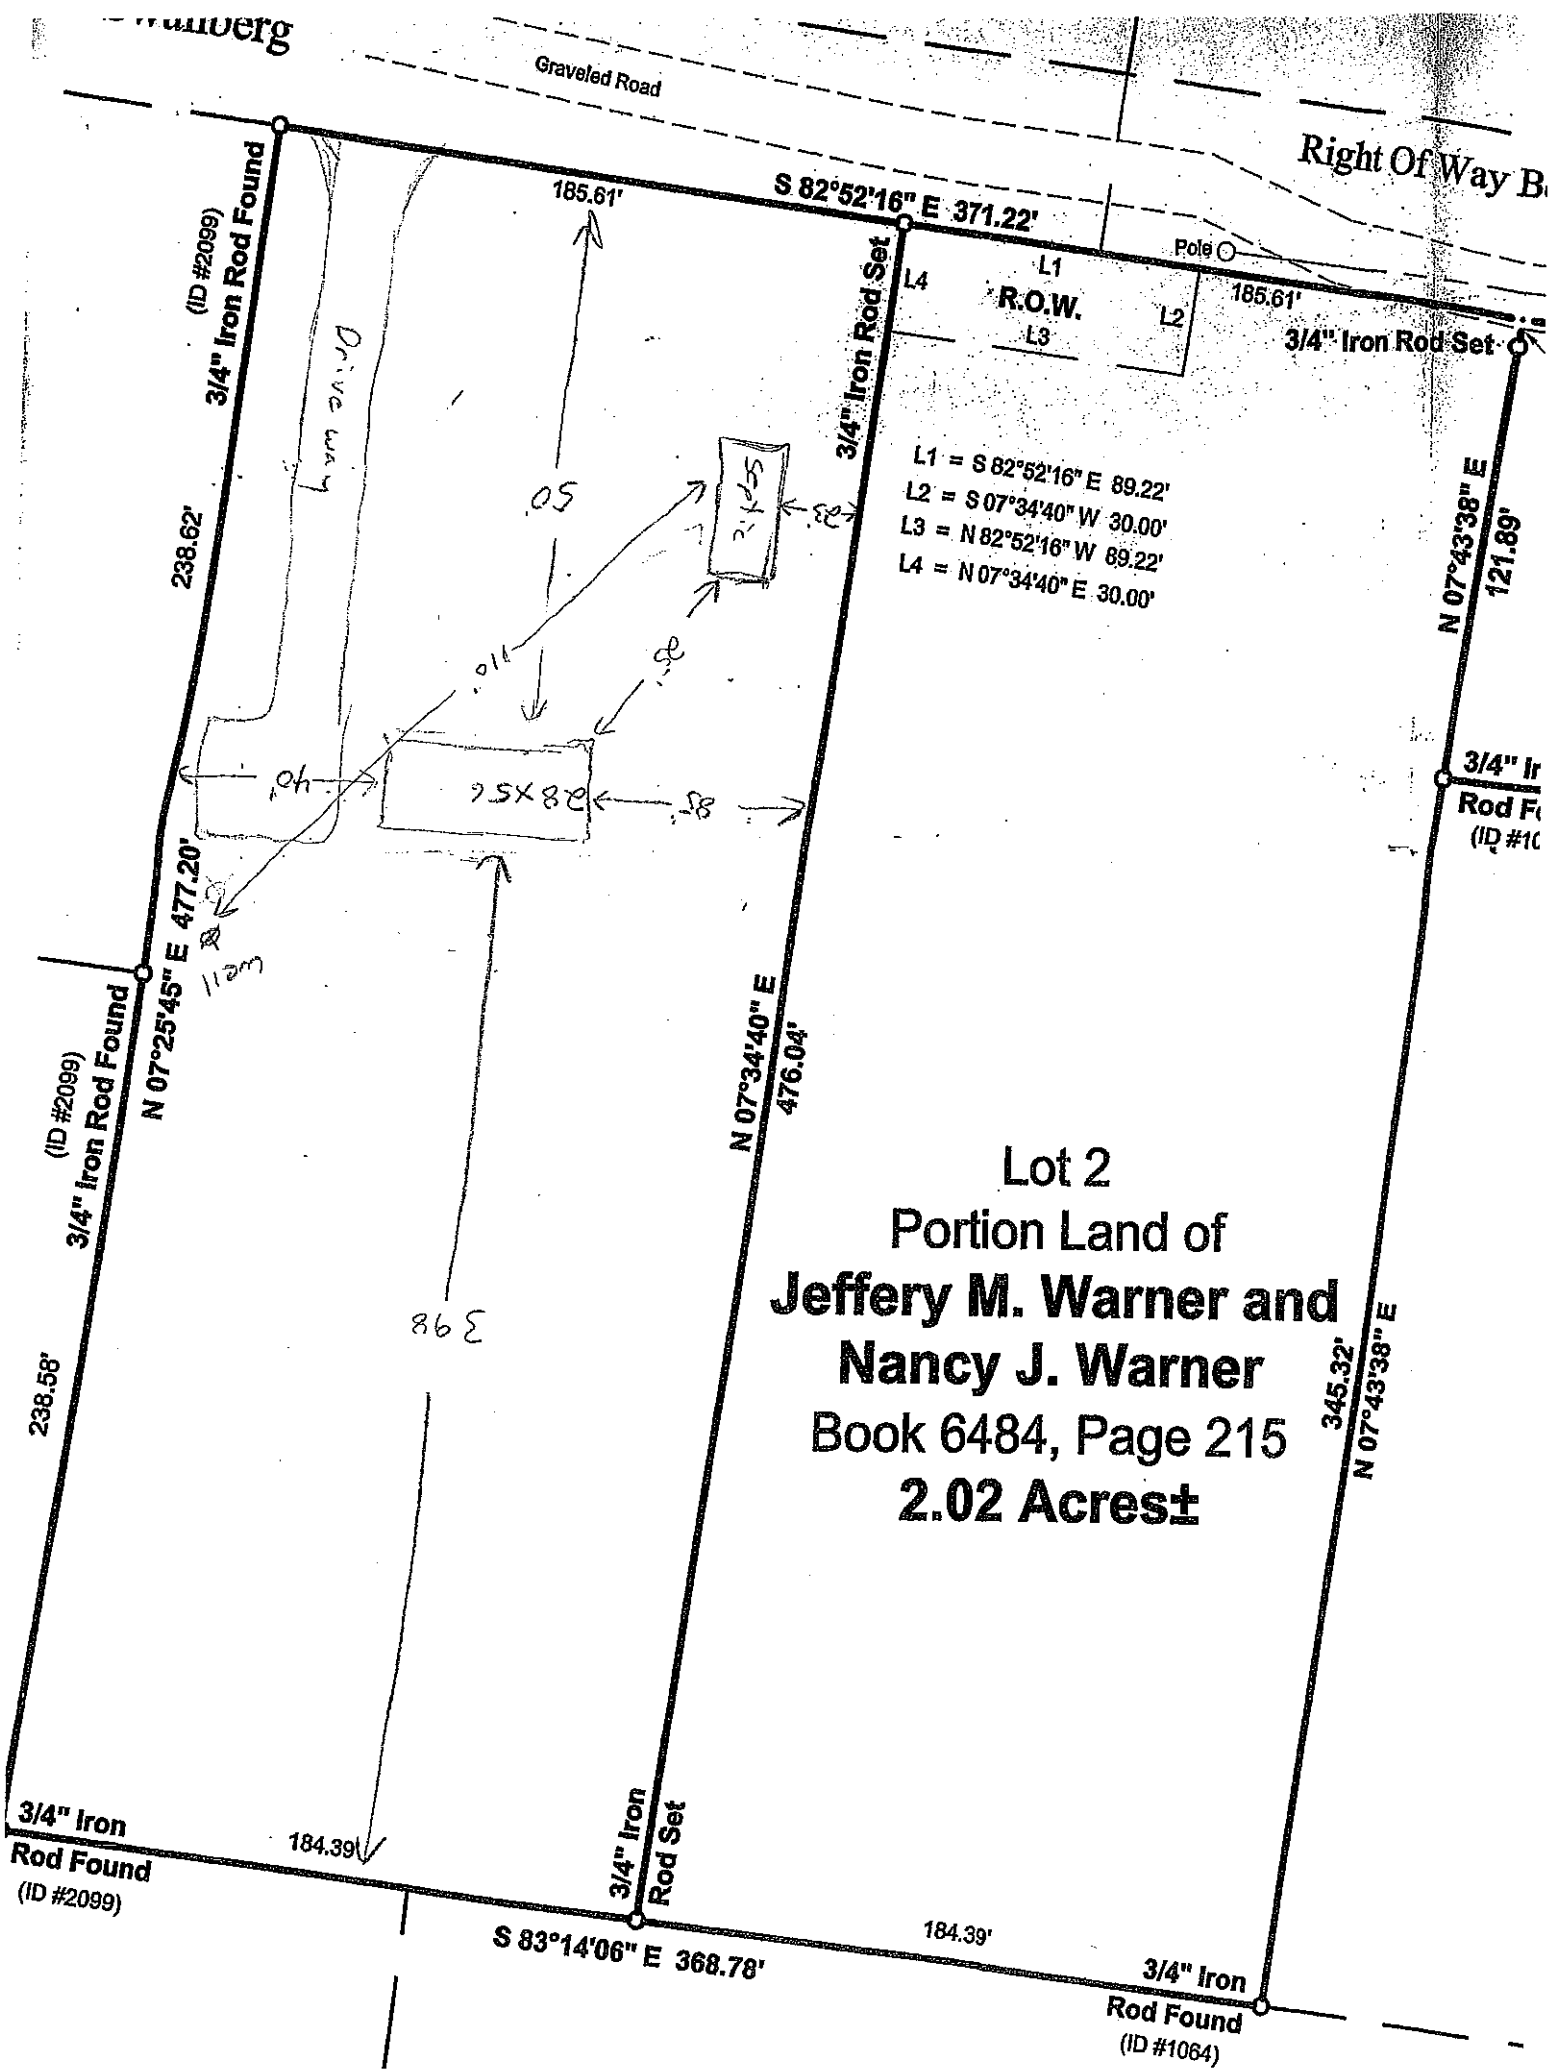 Graveled Road
Right Of Way
185.61'
S 82°52'16" E 371.22'
Pole
185.61'
3/4" Iron Rod Set
3/4" Iron Rod Found
(ID #2099)
3/4" Iron Rod Set
L4
L1
R.O.W.
L3
L2
Driveway
50'
Septic
23'
L1 = S 82°52'16" E 89.22'
L2 = S 07°34'40" W 30.00'
L3 = N 82°52'16" W 89.22'
L4 = N 07°34'40" E 30.00'
N 07°43'38" E
121.89'
238.62'
110'
40'
28x56
85'
3/4" Ir
Rod
(ID #10
N 07°25'45" E 477.20'
well
(ID #2099)
3/4" Iron Rod Found
N 07°34'40" E
476.04'
398
Lot 2
Portion Land of
Jeffery M. Warner and
Nancy J. Warner
Book 6484, Page 215
2.02 Acres±
345.32'
N 07°43'38" E
238.58'
3/4" Iron
Rod Found
(ID #2099)
184.39'
3/4" Iron
Rod Set
S 83°14'06" E 368.78'
184.39'
3/4" Iron
Rod Found
(ID #1064)